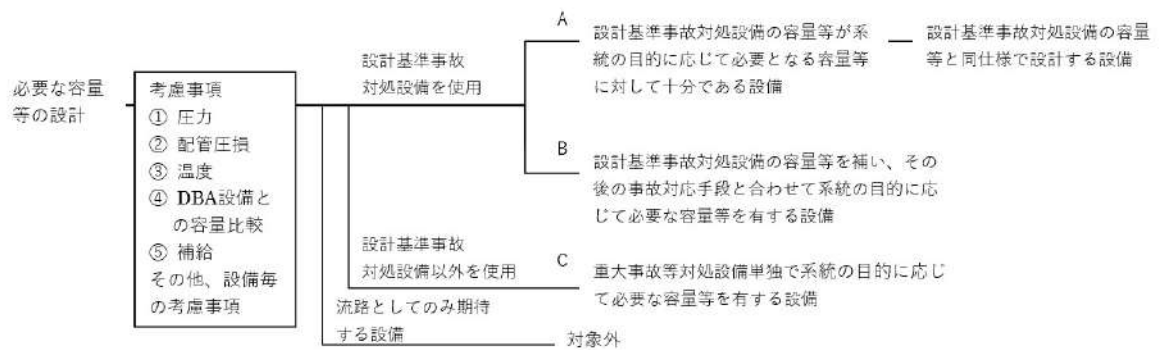 必要な容量
等の設計
考慮事項
① 圧力
② 配管圧損
③ 温度
④ DBA設備と
の容量比較
⑤ 補給
その他、設備毎
の考慮事項
設計基準事故
対処設備を使用
A
設計基準事故対処設備の容量等が系
統の目的に応じて必要となる容量等
に対して十分である設備
設計基準事故対処設備の容量
等と同仕様で設計する設備
B
設計基準事故対処設備の容量等を補い、その
後の事故対応手段と合わせて系統の目的に応
じて必要な容量等を有する設備
設計基準事故
対処設備以外を使用
C
重大事故等対処設備単独で系統の目的に応じ
て必要な容量等を有する設備
流路としてのみ期待
する設備
対象外